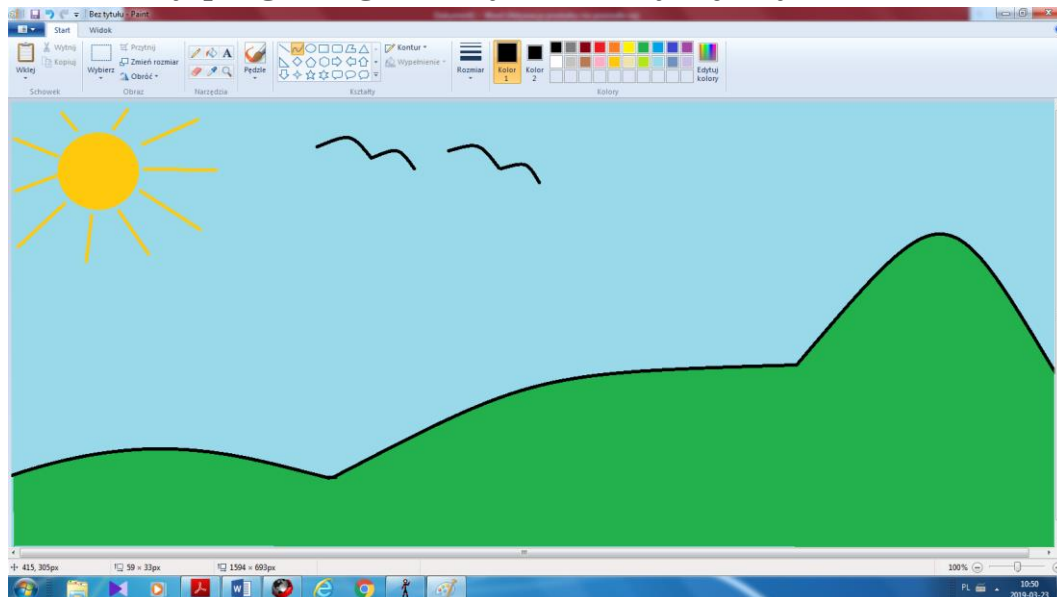 Bez tytułu - Paint
Start Widok
Wklej
Wytnij
Kopiuj
Schowek
Wybierz
Przytnij
Zmień rozmiar
Obróć
Obraz
A
Narzędzia
Pędzle
Kontur
Wypełnienie
Kształty
Rozmiar
Kolor 1
Kolor 2
Edytuj kolory
Kolory
415, 305px 59 × 33px 1594 × 693px 100%
PL 10:50
2019-03-23